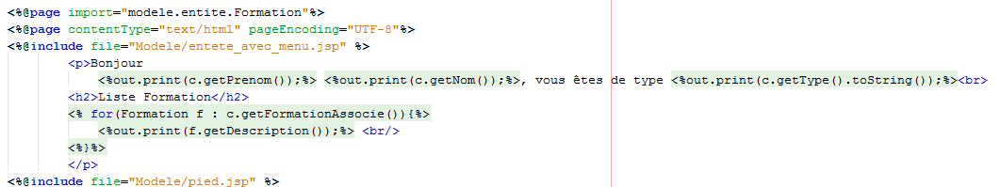 <%@page import="modele.entite.Formation"%>
<%@page contentType="text/html" pageEncoding="UTF-8"%>
<%@include file="Modele/entete_avec_menu.jsp" %>
<p>Bonjour
<%out.print(c.getPrenom());%> <%out.print(c.getNom());%>, vous êtes de type <%out.print(c.getType().toString());%><br>
<h2>Liste Formation</h2>
<% for(Formation f : c.getFormationAssocie()){%>
<%out.print(f.getDescription());%> <br/>
<%}%>
</p>
<%@include file="Modele/pied.jsp" %>